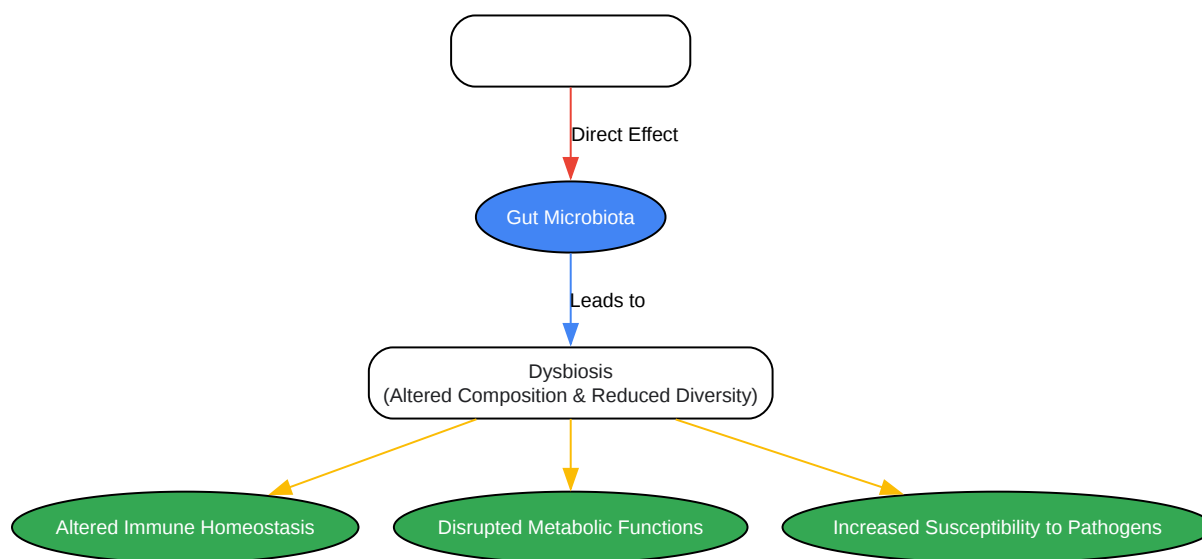 Direct Effect
Gut Microbiota
Leads to
Dysbiosis
(Altered Composition & Reduced Diversity)
Altered Immune Homeostasis
Disrupted Metabolic Functions
Increased Susceptibility to Pathogens